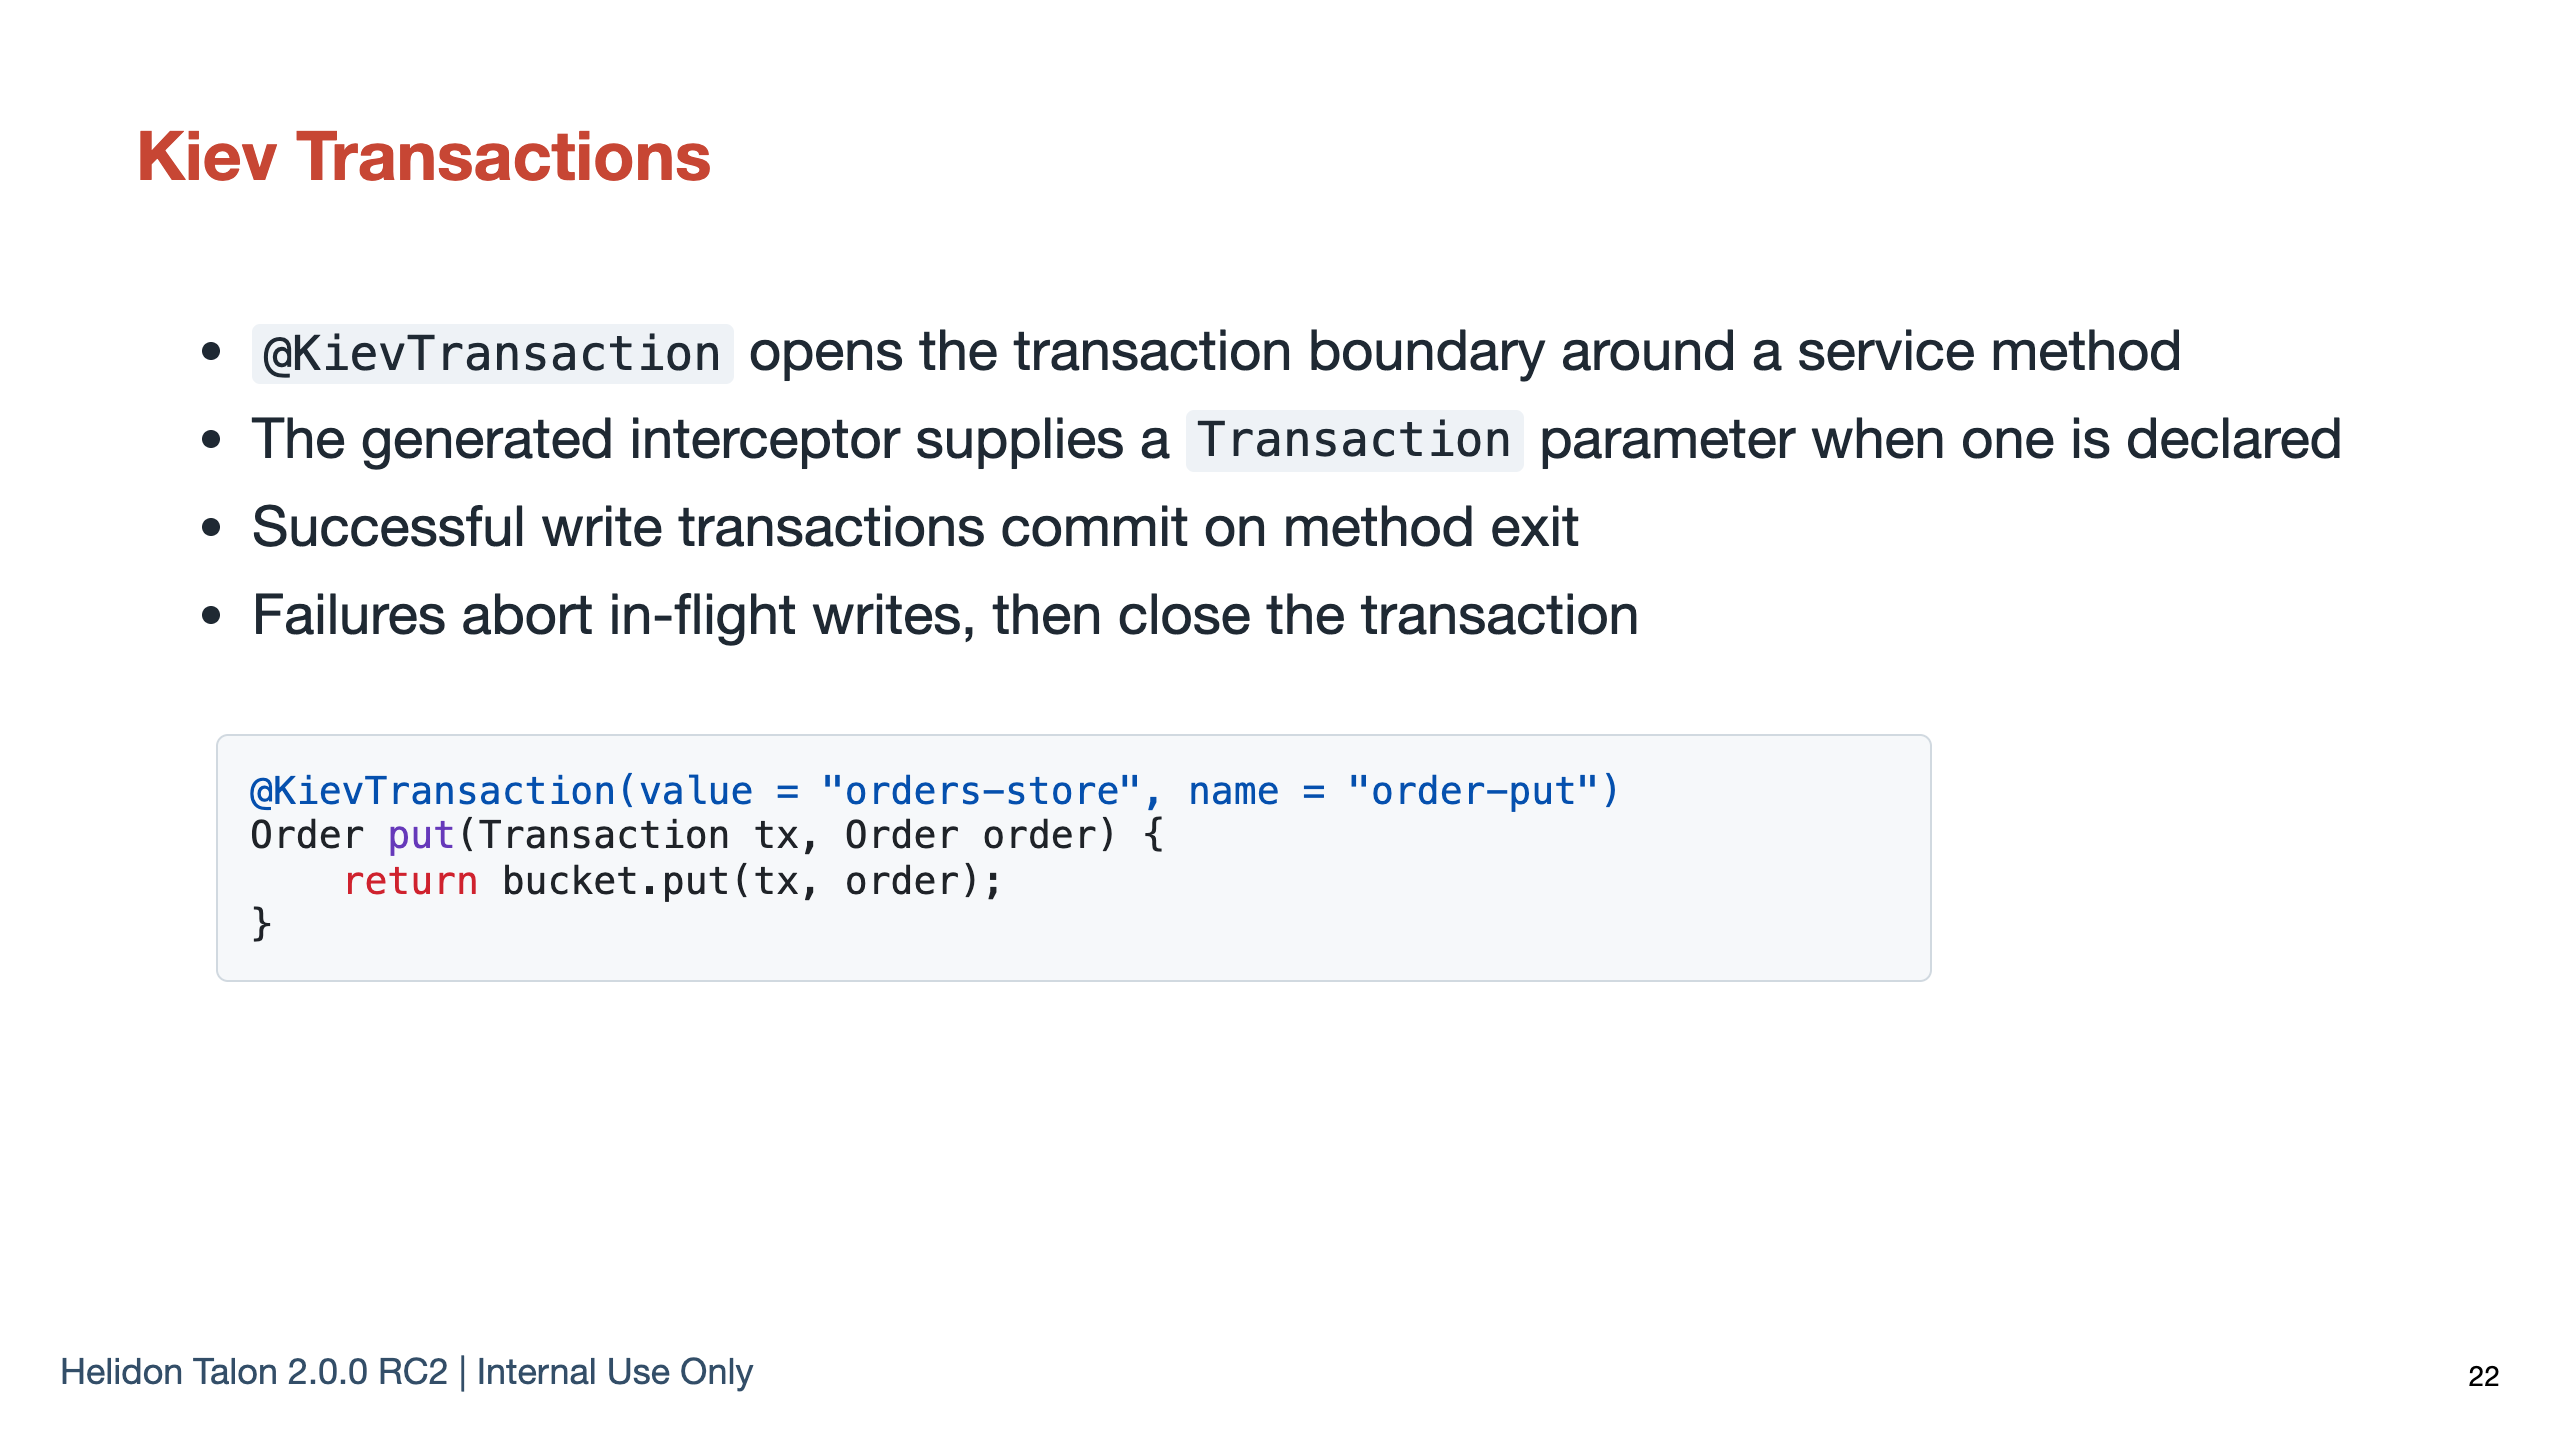 Kiev Transactions
• @KievTransaction opens the transaction boundary around a service method
• The generated interceptor supplies a Transaction parameter when one is declared
• Successful write transactions commit on method exit
• Failures abort in-flight writes, then close the transaction
@KievTransaction(value = "orders-store", name = "order-put")
Order put(Transaction tx, Order order) {
    return bucket.put(tx, order);
}
Helidon Talon 2.0.0 RC2 | Internal Use Only
22